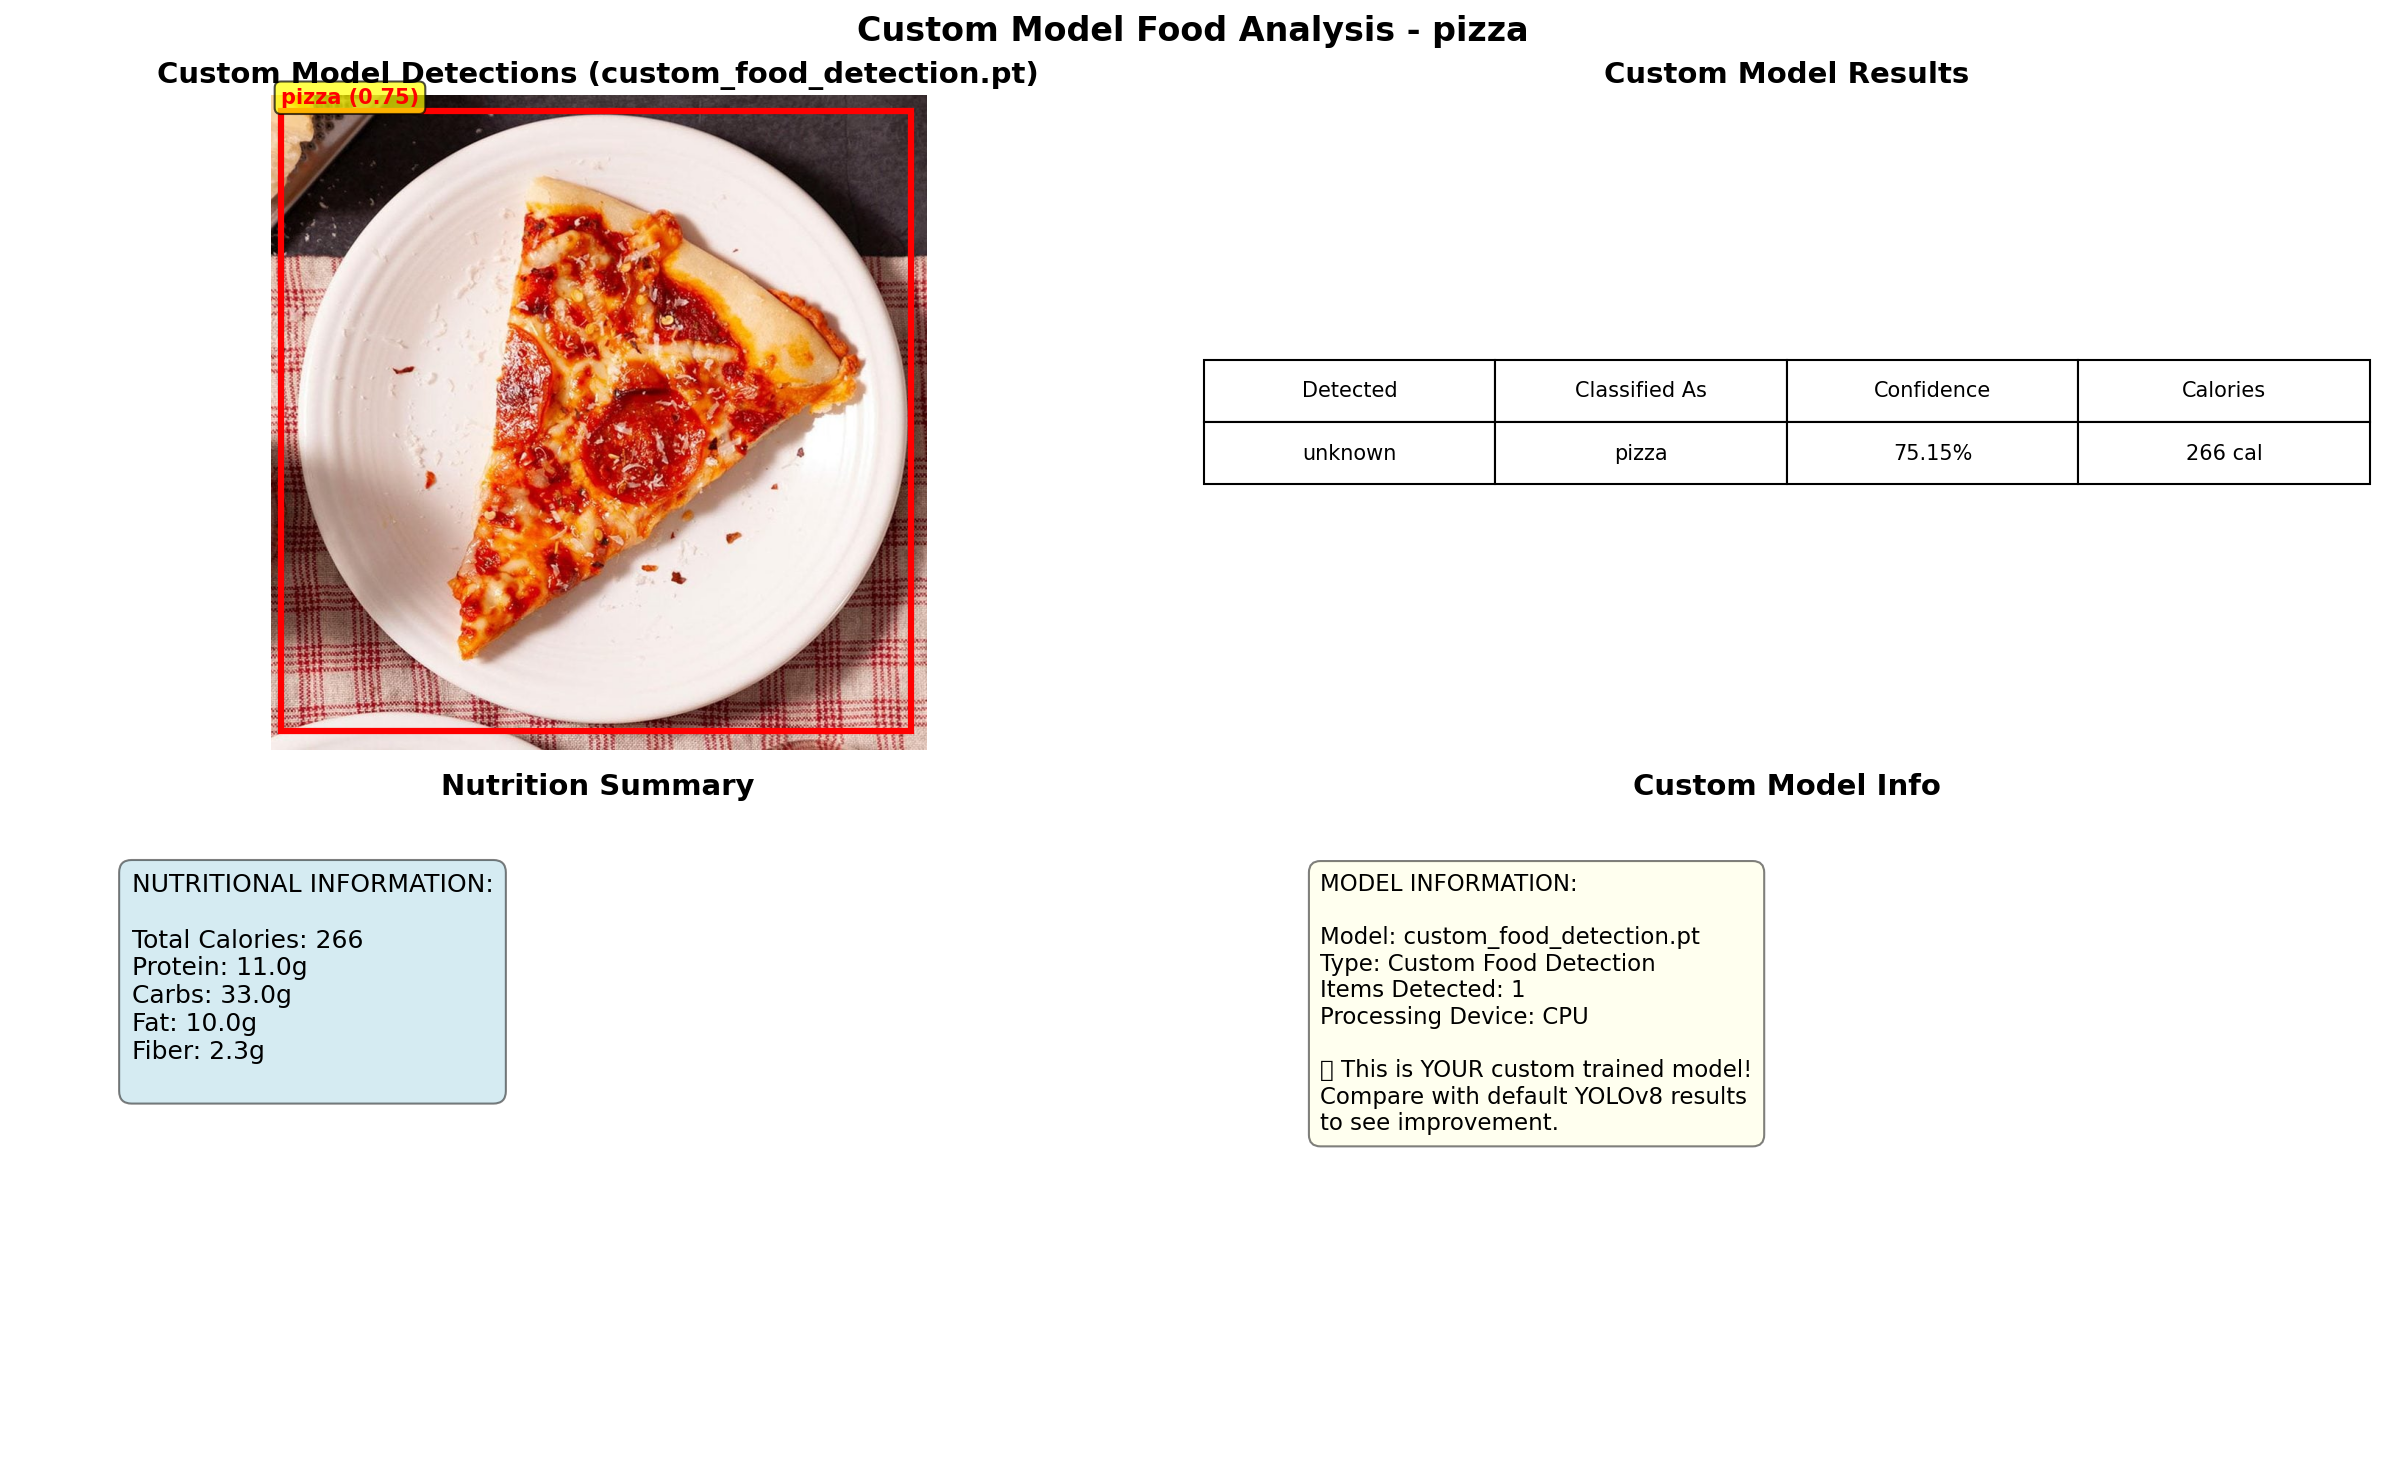 Custom Model Food Analysis - pizza
Custom Model Detections (custom_food_detection.pt)
pizza (0.75)
Custom Model Results
Detected Classified As Confidence Calories
unknown pizza 75.15% 266 cal
Nutrition Summary
NUTRITIONAL INFORMATION:
Total Calories: 266
Protein: 11.0g
Carbs: 33.0g
Fat: 10.0g
Fiber: 2.3g
Custom Model Info
MODEL INFORMATION:
Model: custom_food_detection.pt
Type: Custom Food Detection
Items Detected: 1
Processing Device: CPU
▯ This is YOUR custom trained model!
Compare with default YOLOv8 results
to see improvement.